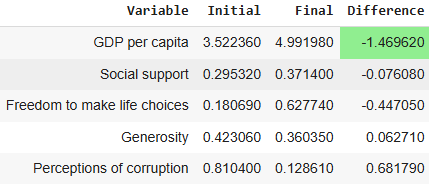 Variable Initial Final Difference
GDP per capita 3.522360 4.991980 -1.469620
Social support 0.295320 0.371400 -0.076080
Freedom to make life choices 0.180690 0.627740 -0.447050
Generosity 0.423060 0.360350 0.062710
Perceptions of corruption 0.810400 0.128610 0.681790